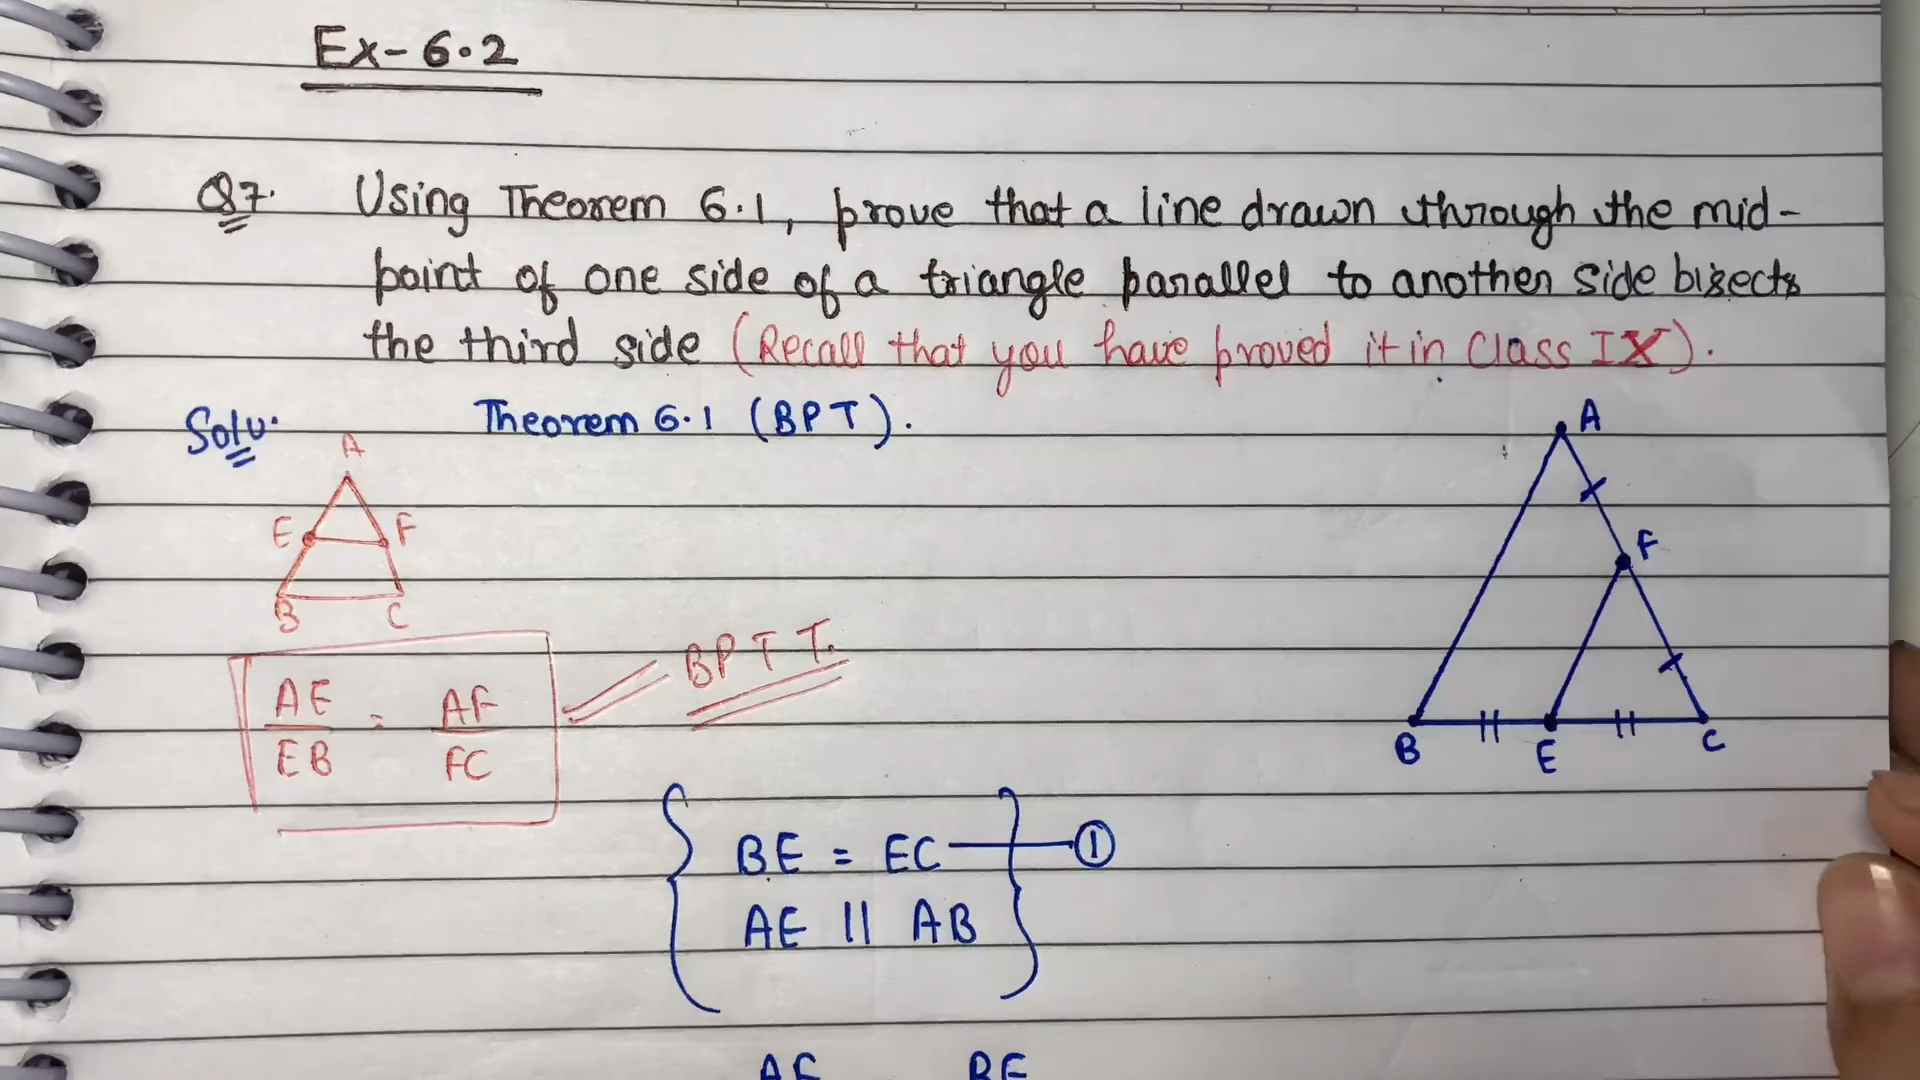 Ex- 6.2
Q7. Using Theorem 6.1, prove that a line drawn through the mid-
point of one side of a triangle parallel to another side bisects
the third side (Recall that you have proved it in Class IX).
Solu. Theorem 6.1 (BPT).
A
E F
B C
A
F
B E C
AE = AF
EB FC
BPT T.
BE = EC ①
AE || AB